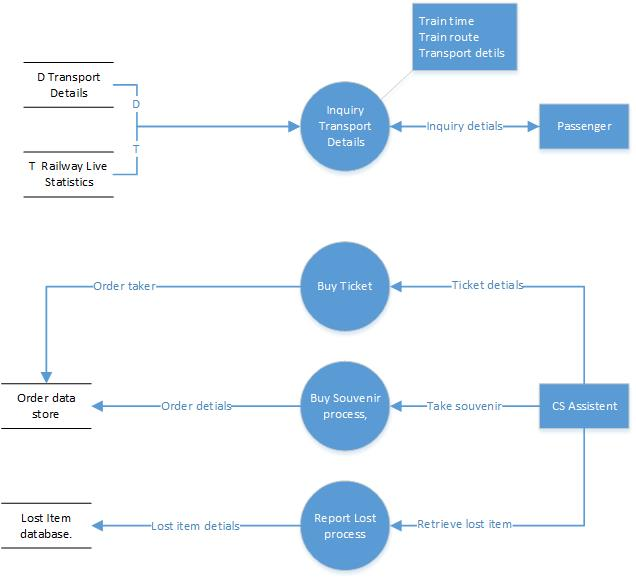 Train time
Train route
Transport detils
D Transport
Details
D
Inquiry
Transport
Details
Inquiry detials
Passenger
T
T  Railway Live
Statistics
Order taker
Buy Ticket
Ticket detials
Order data
store
Order detials
Buy Souvenir
process,
Take souvenir
CS Assistent
Lost Item
database.
Lost item detials
Report Lost
process
Retrieve lost item